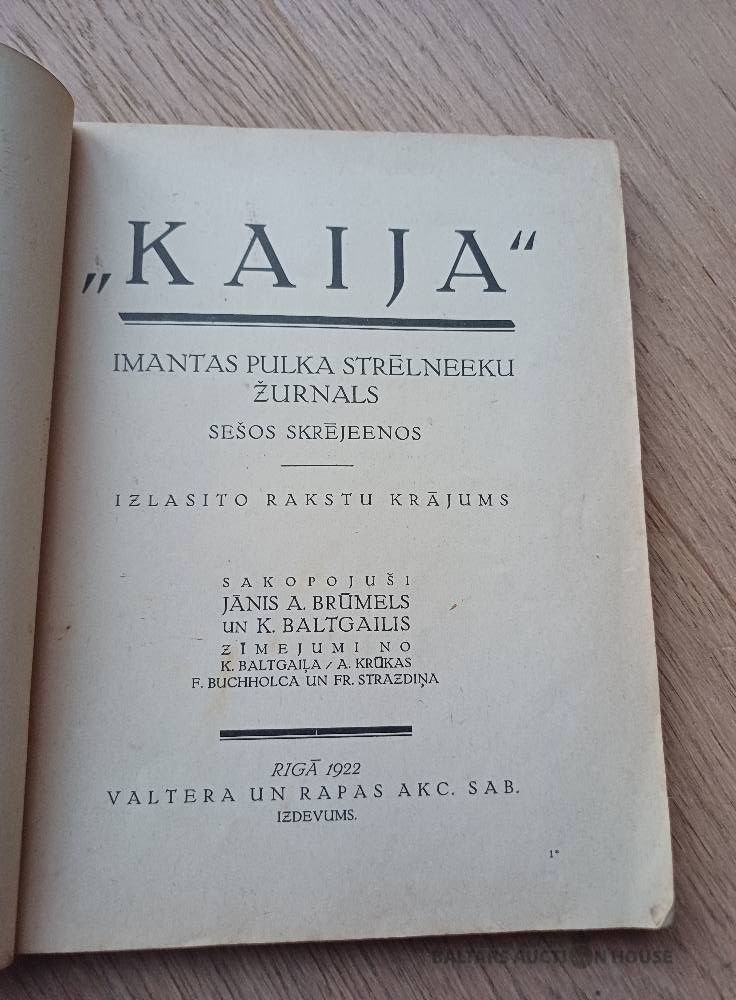 „KAIJA“
IMANTAS PULKA STRĒLNEEKU
ŽURNALS
SEŠOS SKRĒJEENOS
IZLASITO RAKSTU KRĀJUMS
SAKOPOJUŠI
JĀNIS A. BRŪMELS
UN K. BALTGAILIS
ZĪMEJUMI NO
K. BALTGAIĻA / A. KRŪKAS
F. BUCHHOLCA UN FR. STRAZDIŅA
RIGĀ 1922
VALTERA UN RAPAS AKC. SAB.
IZDEVUMS.
1*
BALTARS AUCTION HOUSE